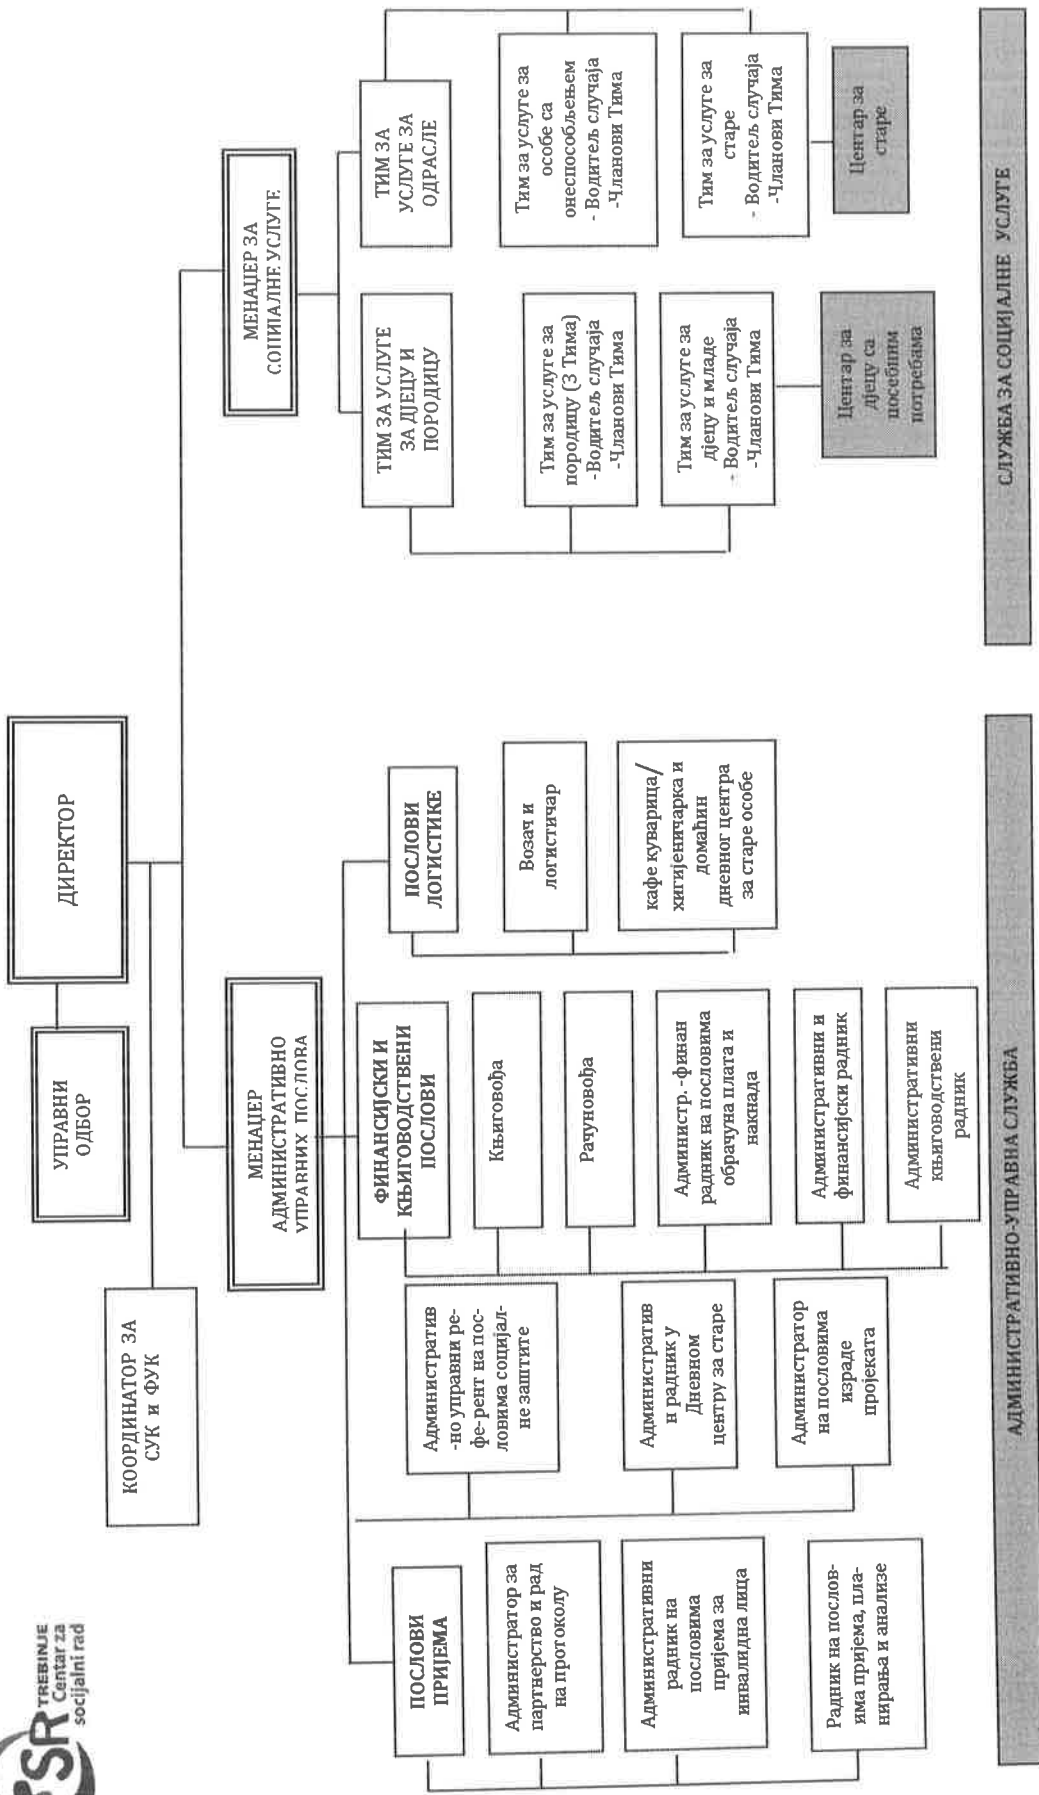 TREBINJE
SR Centar za
socijalni rad
ДИРЕКТОР
УПРАВНИ
ОДБОР
КООРДИНАТОР ЗА
СУК и ФУК
МЕНАЏЕР
АДМИНИСТРАТИВНО
УПРАВНИХ ПОСЛОВА
МЕНАЏЕР ЗА
СОЦИЈАЛНЕ УСЛУГЕ
ПОСЛОВИ
ПРИЈЕМА
Администратор за
партнерство и рад
на протоколу
Административни
радник на
пословима
пријема за
инвалидна лица
Радник на послов-
има пријема, пла-
нирања и анализе
Административ
-но управни ре-
фе-рент на пос-
ловима социјал-
не заштите
Административ
н радник у
Дневном
центру за старе
Администратор
на пословима
израде
пројеката
ФИНАНСИЈСКИ И
КЊИГОВОДСТВЕНИ
ПОСЛОВИ
Књиговођа
Рачуновођа
Администр.-финан
радник на пословима
обрачуна плата и
накнада
Административни и
финансијски радник
Административни
књиговодствени
радник
ПОСЛОВИ
ЛОГИСТИКЕ
Возач и
логистичар
кафе куварица/
хигијеничарка и
домаћин
дневног центра
за старе особе
ТИМ ЗА УСЛУГЕ
ЗА ДЈЕЦУ И
ПОРОДИЦУ
Тим за услуге за
породицу (3 Тима)
-Водитељ случаја
-Чланови Тима
Тим за услуге за
дјецу и младе
- Водитељ случаја
-Чланови Тима
Центар за
дјецу са
посебним
потребама
ТИМ ЗА
УСЛУГЕ ЗА
ОДРАСЛЕ
Тим за услуге за
особе са
онеспособљењем
- Водитељ случаја
-Чланови Тима
Тим за услуге за
старе
- Водитељ случаја
-Чланови Тима
Центар за
старе
АДМИНИСТРАТИВНО-УПРАВНА СЛУЖБА
СЛУЖБА ЗА СОЦИЈАЛНЕ УСЛУГЕ